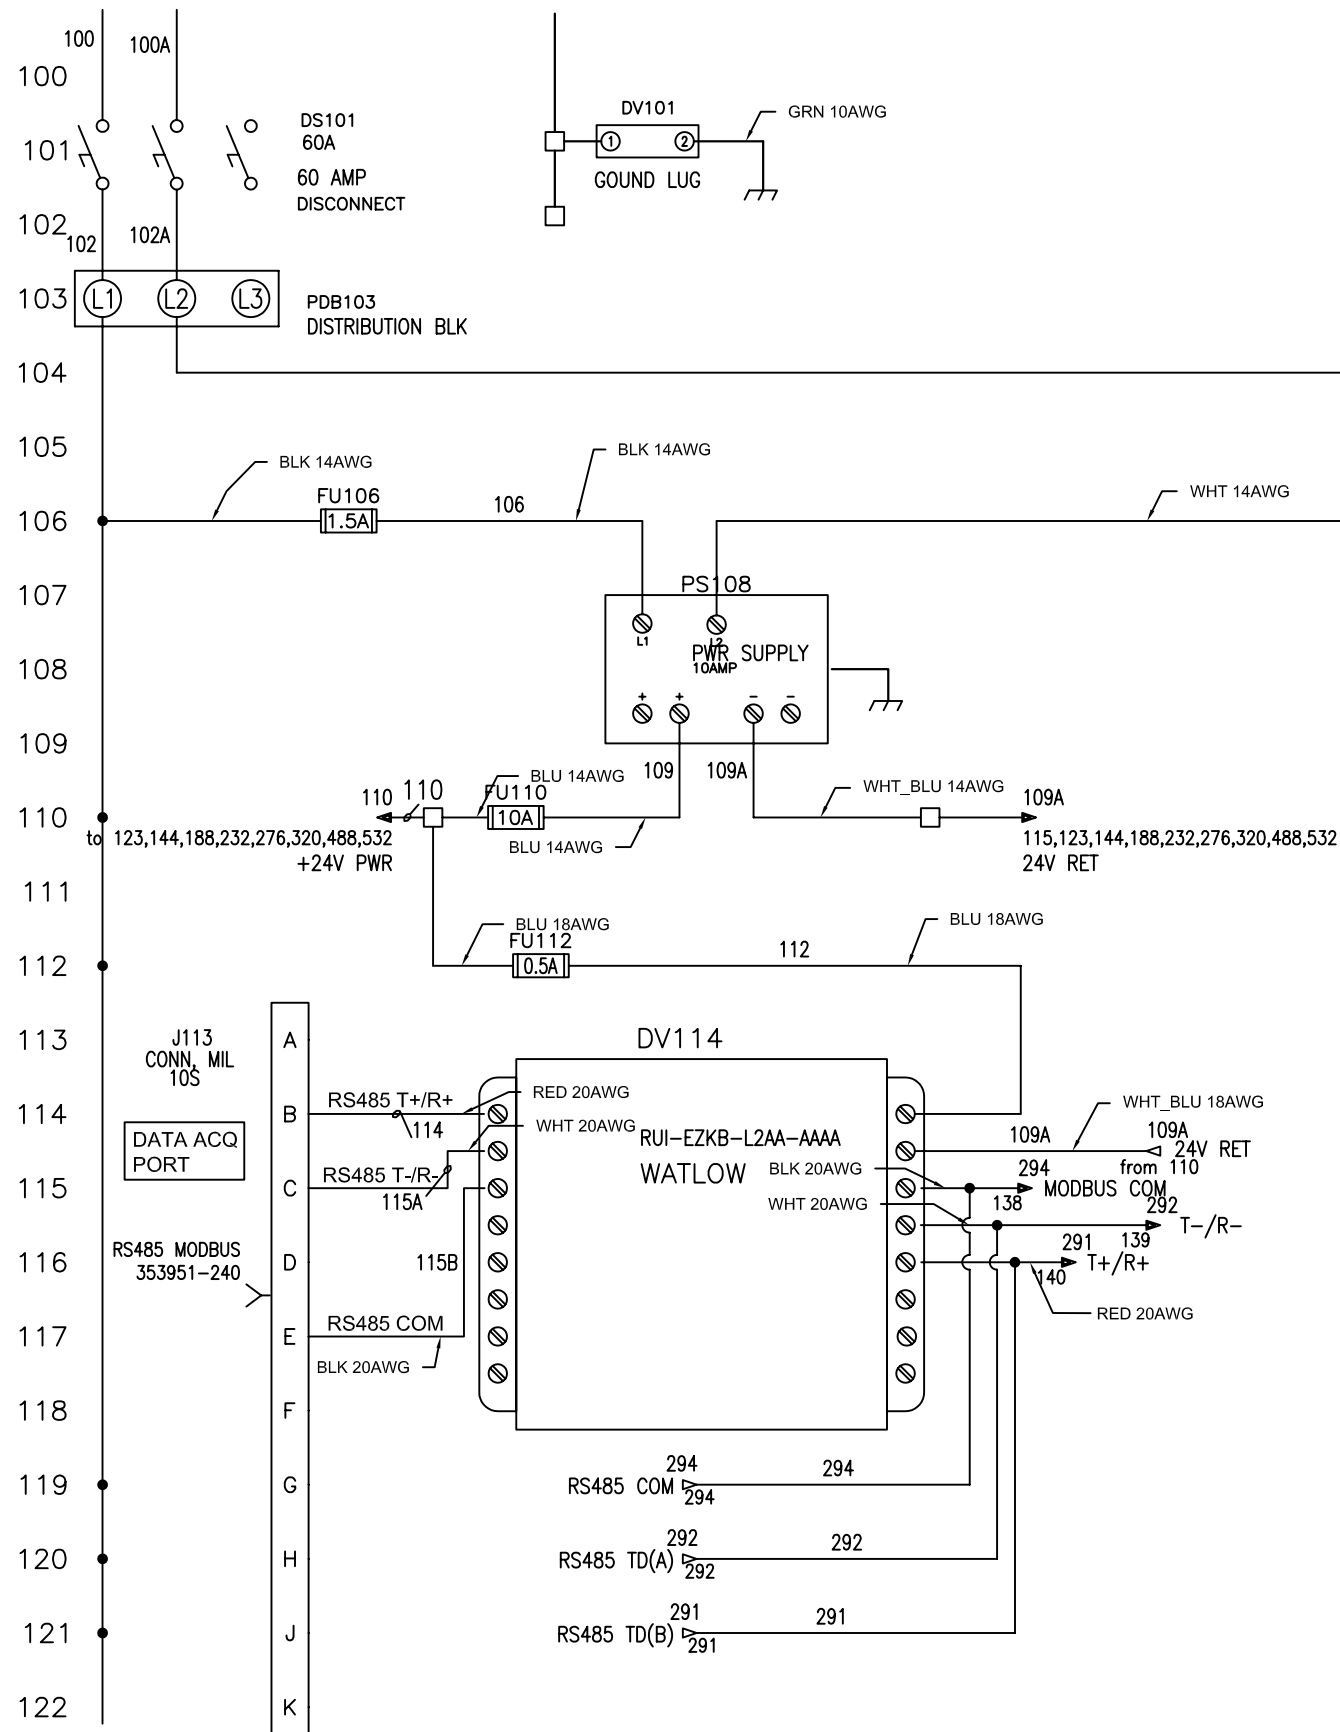 100
100A
100
DV101
GRN 10AWG
DS101
60A
101
1
2
60 AMP
DISCONNECT
GOUND LUG
102
102
102A
103
L1
L2
L3
PDB103
DISTRIBUTION BLK
104
105
BLK 14AWG
BLK 14AWG
FU106
106
WHT 14AWG
106
1.5A
107
PS108
L1
L2
PWR SUPPLY
10AMP
108
+
+
-
-
109
109
109A
BLU 14AWG
WHT_BLU 14AWG
110
110
FU110
109A
110
10A
to 123,144,188,232,276,320,488,532
BLU 14AWG
115,123,144,188,232,276,320,488,532
+24V PWR
24V RET
111
BLU 18AWG
BLU 18AWG
FU112
112
112
0.5A
113
J113
CONN, MIL
10S
A
DV114
RS485 T+/R+
RED 20AWG
WHT_BLU 18AWG
114
B
114
WHT 20AWG
109A
109A
DATA ACQ
PORT
RUI-EZKB-L2AA-AAAA
WATLOW
24V RET
from 110
RS485 T-/R-
BLK 20AWG
294
115
C
115A
MODBUS COM
WHT 20AWG
138
292
T-/R-
RS485 MODBUS
353951-240
139
116
D
115B
291
T+/R+
140
RED 20AWG
117
E
RS485 COM
BLK 20AWG
118
F
294
294
119
G
RS485 COM
294
292
292
120
H
RS485 TD(A)
292
291
291
121
J
RS485 TD(B)
291
122
K